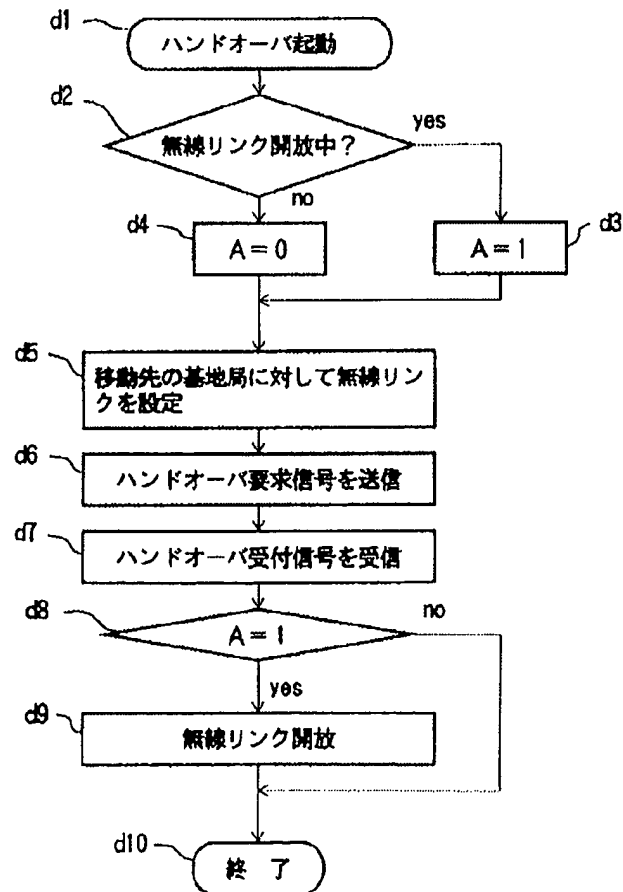 d1
ハンドオーバ起動
d2
無線リンク開放中？
yes
no
d4
A＝0
d3
A＝1
d5
移動先の基地局に対して無線リン
クを設定
d6
ハンドオーバ要求信号を送信
d7
ハンドオーバ受付信号を受信
d8
A＝1
no
yes
d9
無線リンク開放
d10
終 了